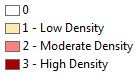 0
1 - Low Density
2 - Moderate Density
3 - High Density